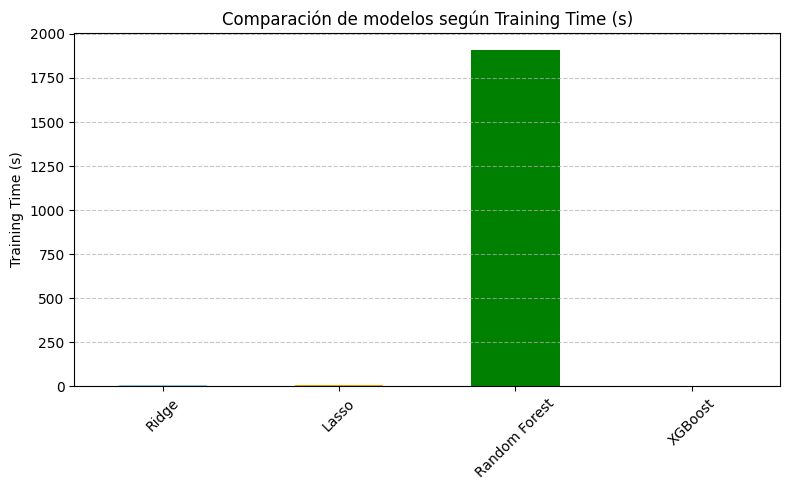 Comparación de modelos según Training Time (s)
Training Time (s)
2000
1750
1500
1250
1000
750
500
250
0
Ridge
Lasso
Random Forest
XGBoost